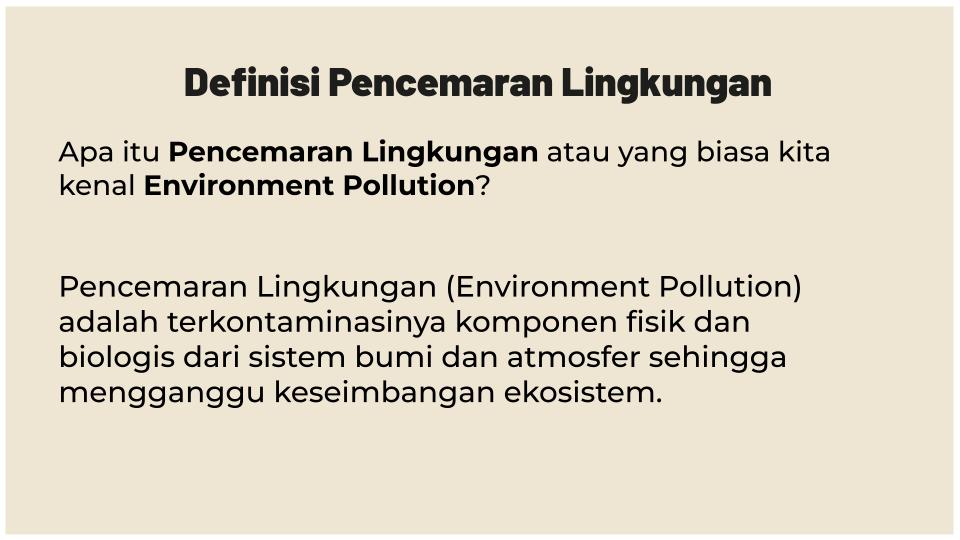 Definisi Pencemaran Lingkungan
Apa itu Pencemaran Lingkungan atau yang biasa kita
kenal Environment Pollution?
Pencemaran Lingkungan (Environment Pollution)
adalah terkontaminasinya komponen fisik dan
biologis dari sistem bumi dan atmosfer sehingga
mengganggu keseimbangan ekosistem.